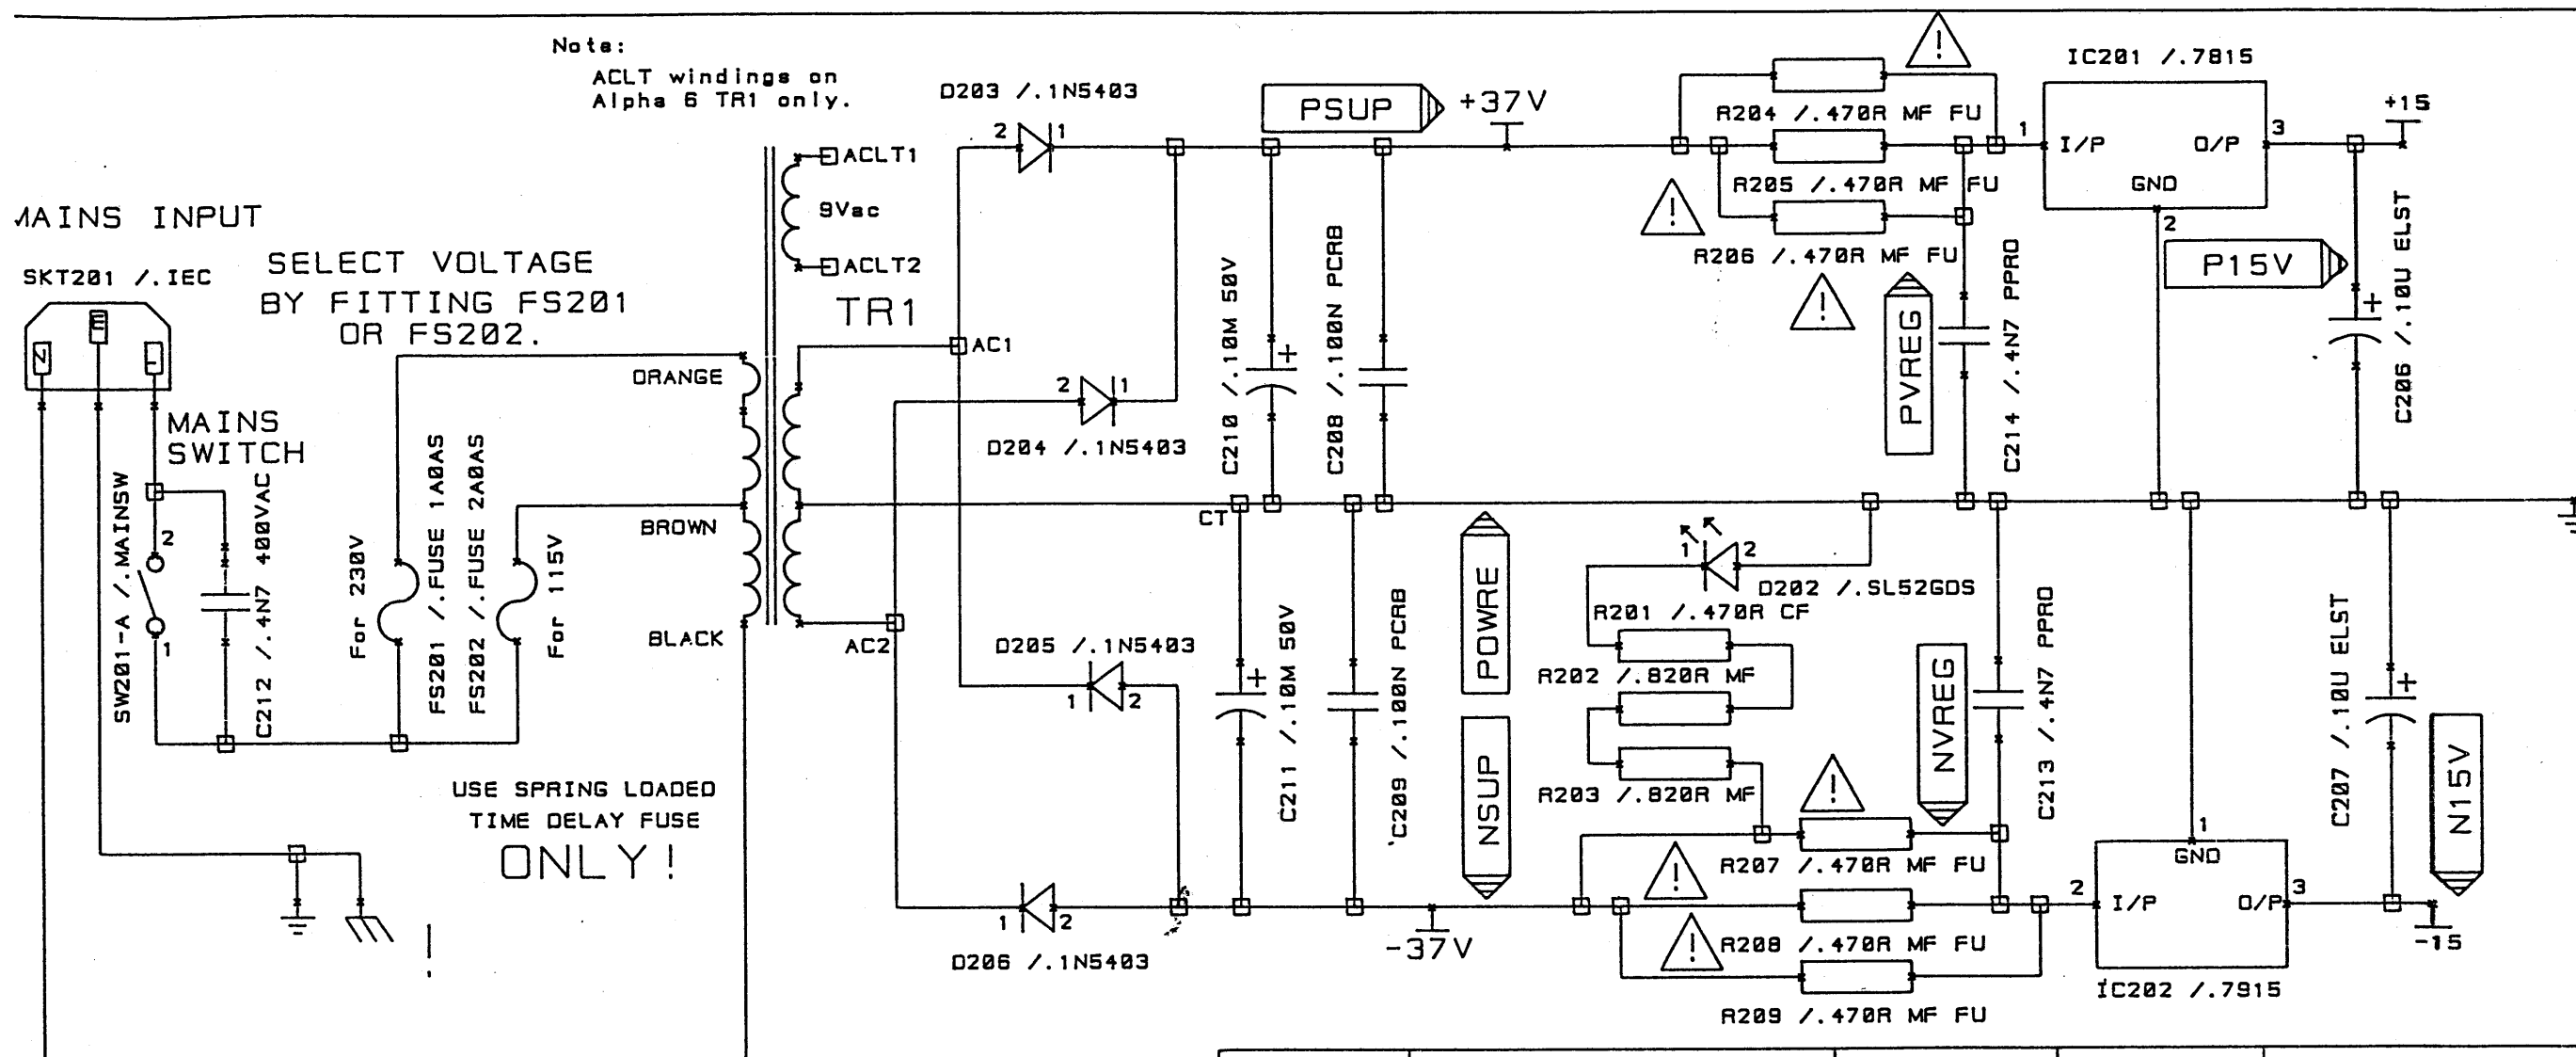 Note:
ACLT windings on
Alpha 6 TR1 only.
MAINS INPUT
SKT201 /.IEC
N
E
L
SELECT VOLTAGE
BY FITTING FS201
OR FS202.
MAINS
SWITCH
SW201-A /.MAINSW
2
1
C212 /.4N7 400VAC
For 230V
FS201 /.FUSE 1A0AS
FS202 /.FUSE 2A0AS
For 115V
USE SPRING LOADED
TIME DELAY FUSE
ONLY!
!
ORANGE
BROWN
BLACK
ACLT1
9Vac
ACLT2
TR1
AC1
CT
AC2
D203 /.1N5403
2
1
2
1
D204 /.1N5403
D205 /.1N5403
1
2
1
2
D206 /.1N5403
PSUP
+37V
C210 /.10M 50V
+
C208 /.100N PCRB
C211 /.10M 50V
+
C209 /.100N PCRB
POWRE
NSUP
-37V
!
R204 /.470R MF FU
R205 /.470R MF FU
!
R206 /.470R MF FU
!
PVREG
C214 /.4N7 PPRO
IC201 /.7815
1
I/P
O/P
3
GND
2
+15
P15V
+
C206 /.10U ELST
1
2
D202 /.SL52GDS
R201 /.470R CF
R202 /.820R MF
R203 /.820R MF
NVREG
C213 /.4N7 PPRO
!
R207 /.470R MF FU
!
R208 /.470R MF FU
!
R209 /.470R MF FU
1
GND
2
I/P
O/P
3
IC202 /.7915
C207 /.10U ELST
+
N15V
-15